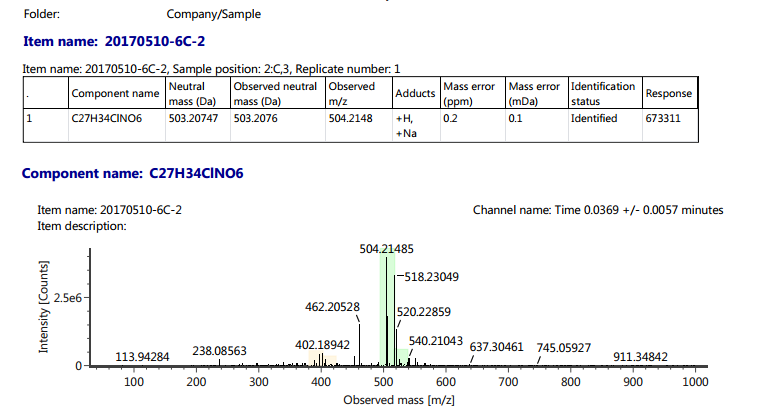 Folder: Company/Sample
Item name: 20170510-6C-2
Item name: 20170510-6C-2, Sample position: 2:C,3, Replicate number: 1
. Component name Neutral mass (Da) Observed neutral mass (Da) Observed m/z Adducts Mass error (ppm) Mass error (mDa) Identification status Response
1 C27H34ClNO6 503.20747 503.2076 504.2148 +H, +Na 0.2 0.1 Identified 673311
Component name: C27H34ClNO6
Item name: 20170510-6C-2 Channel name: Time 0.0369 +/- 0.0057 minutes
Item description:
504.21485
518.23049
2.5e6
462.20528
520.22859
402.18942
540.21043
113.94284
238.08563
637.30461
745.05927
911.34842
0
Intensity [Counts]
100 200 300 400 500 600 700 800 900 1000
Observed mass [m/z]